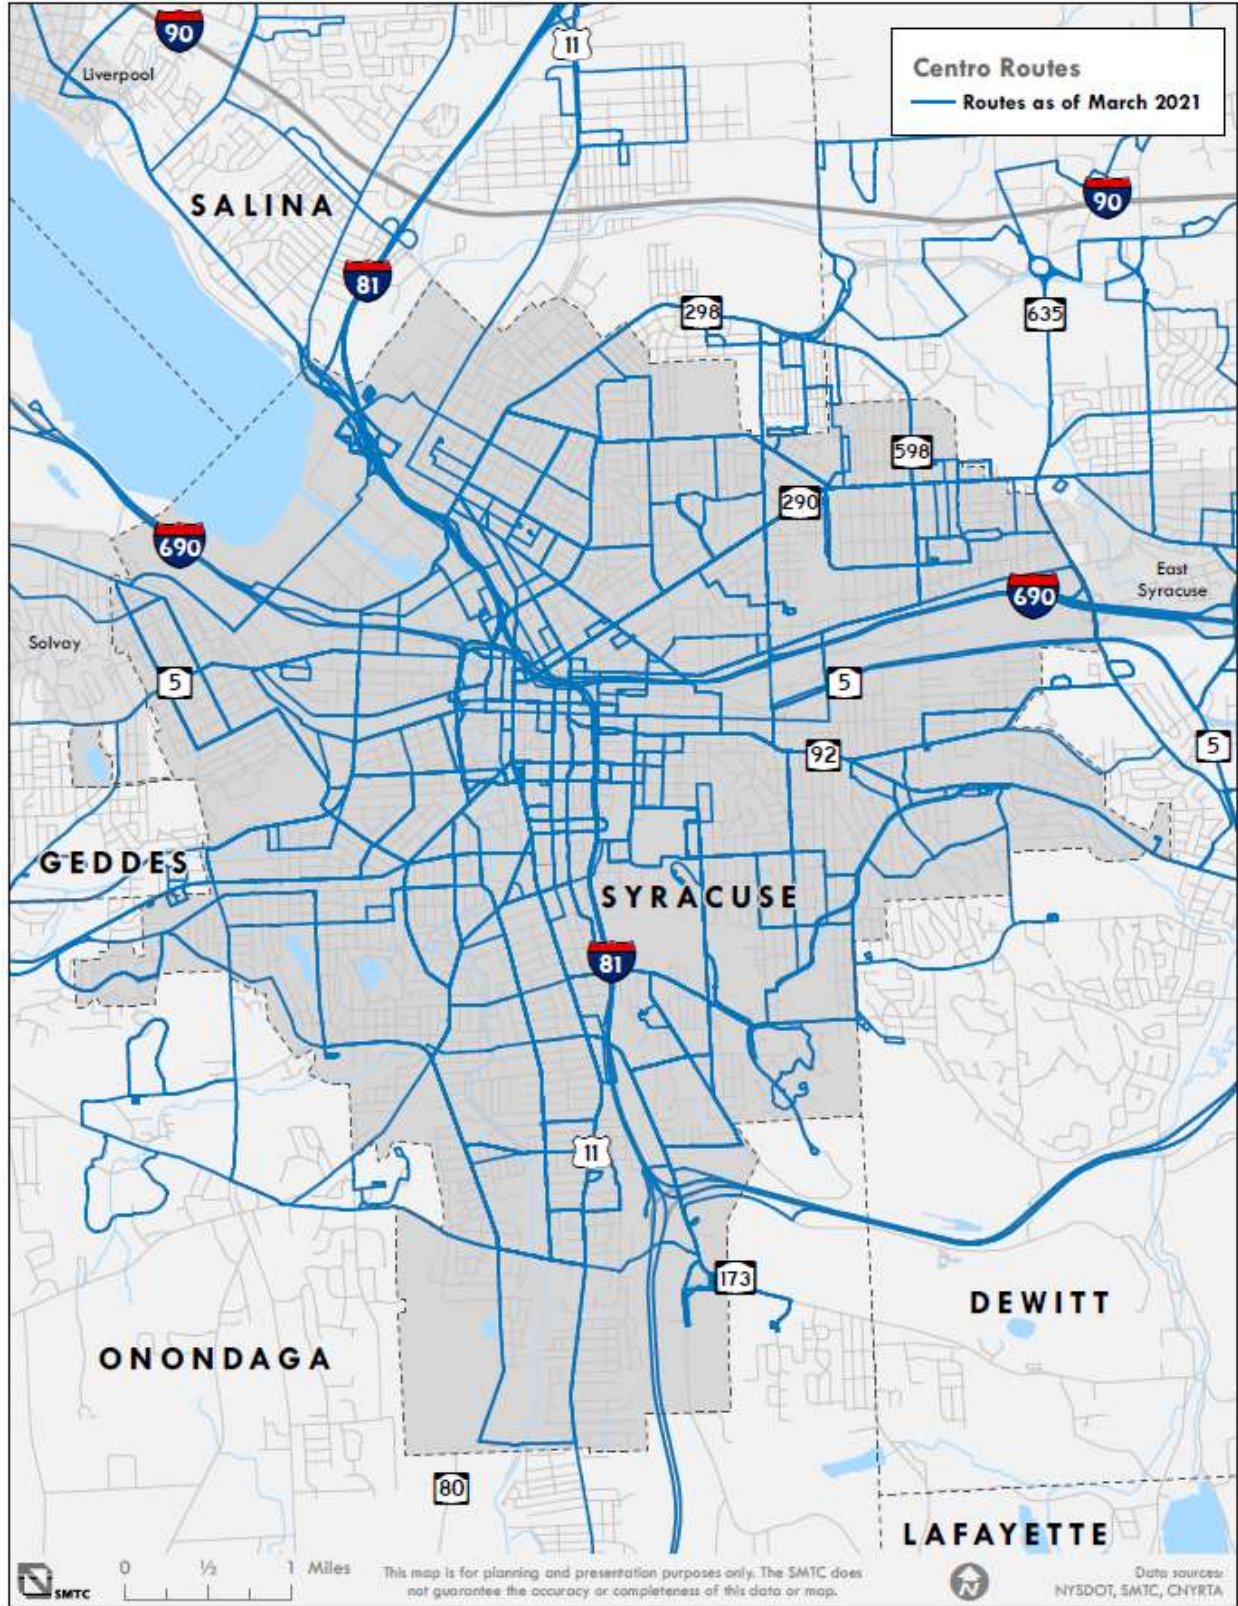 90
11
Centro Routes
Routes as of March 2021
Liverpool
SALINA
90
81
298
635
598
290
690
East
Syracuse
690
Solvay
5
5
5
92
GEDDES
SYRACUSE
81
11
173
DEWITT
ONONDAGA
80
LAFAYETTE
SMTC
0 ½ 1 Miles
This map is for planning and presentation purposes only. The SMTC does
not guarantee the accuracy or completeness of this data or map.
N
Data sources:
NYSDOT, SMTC, CNYRTA